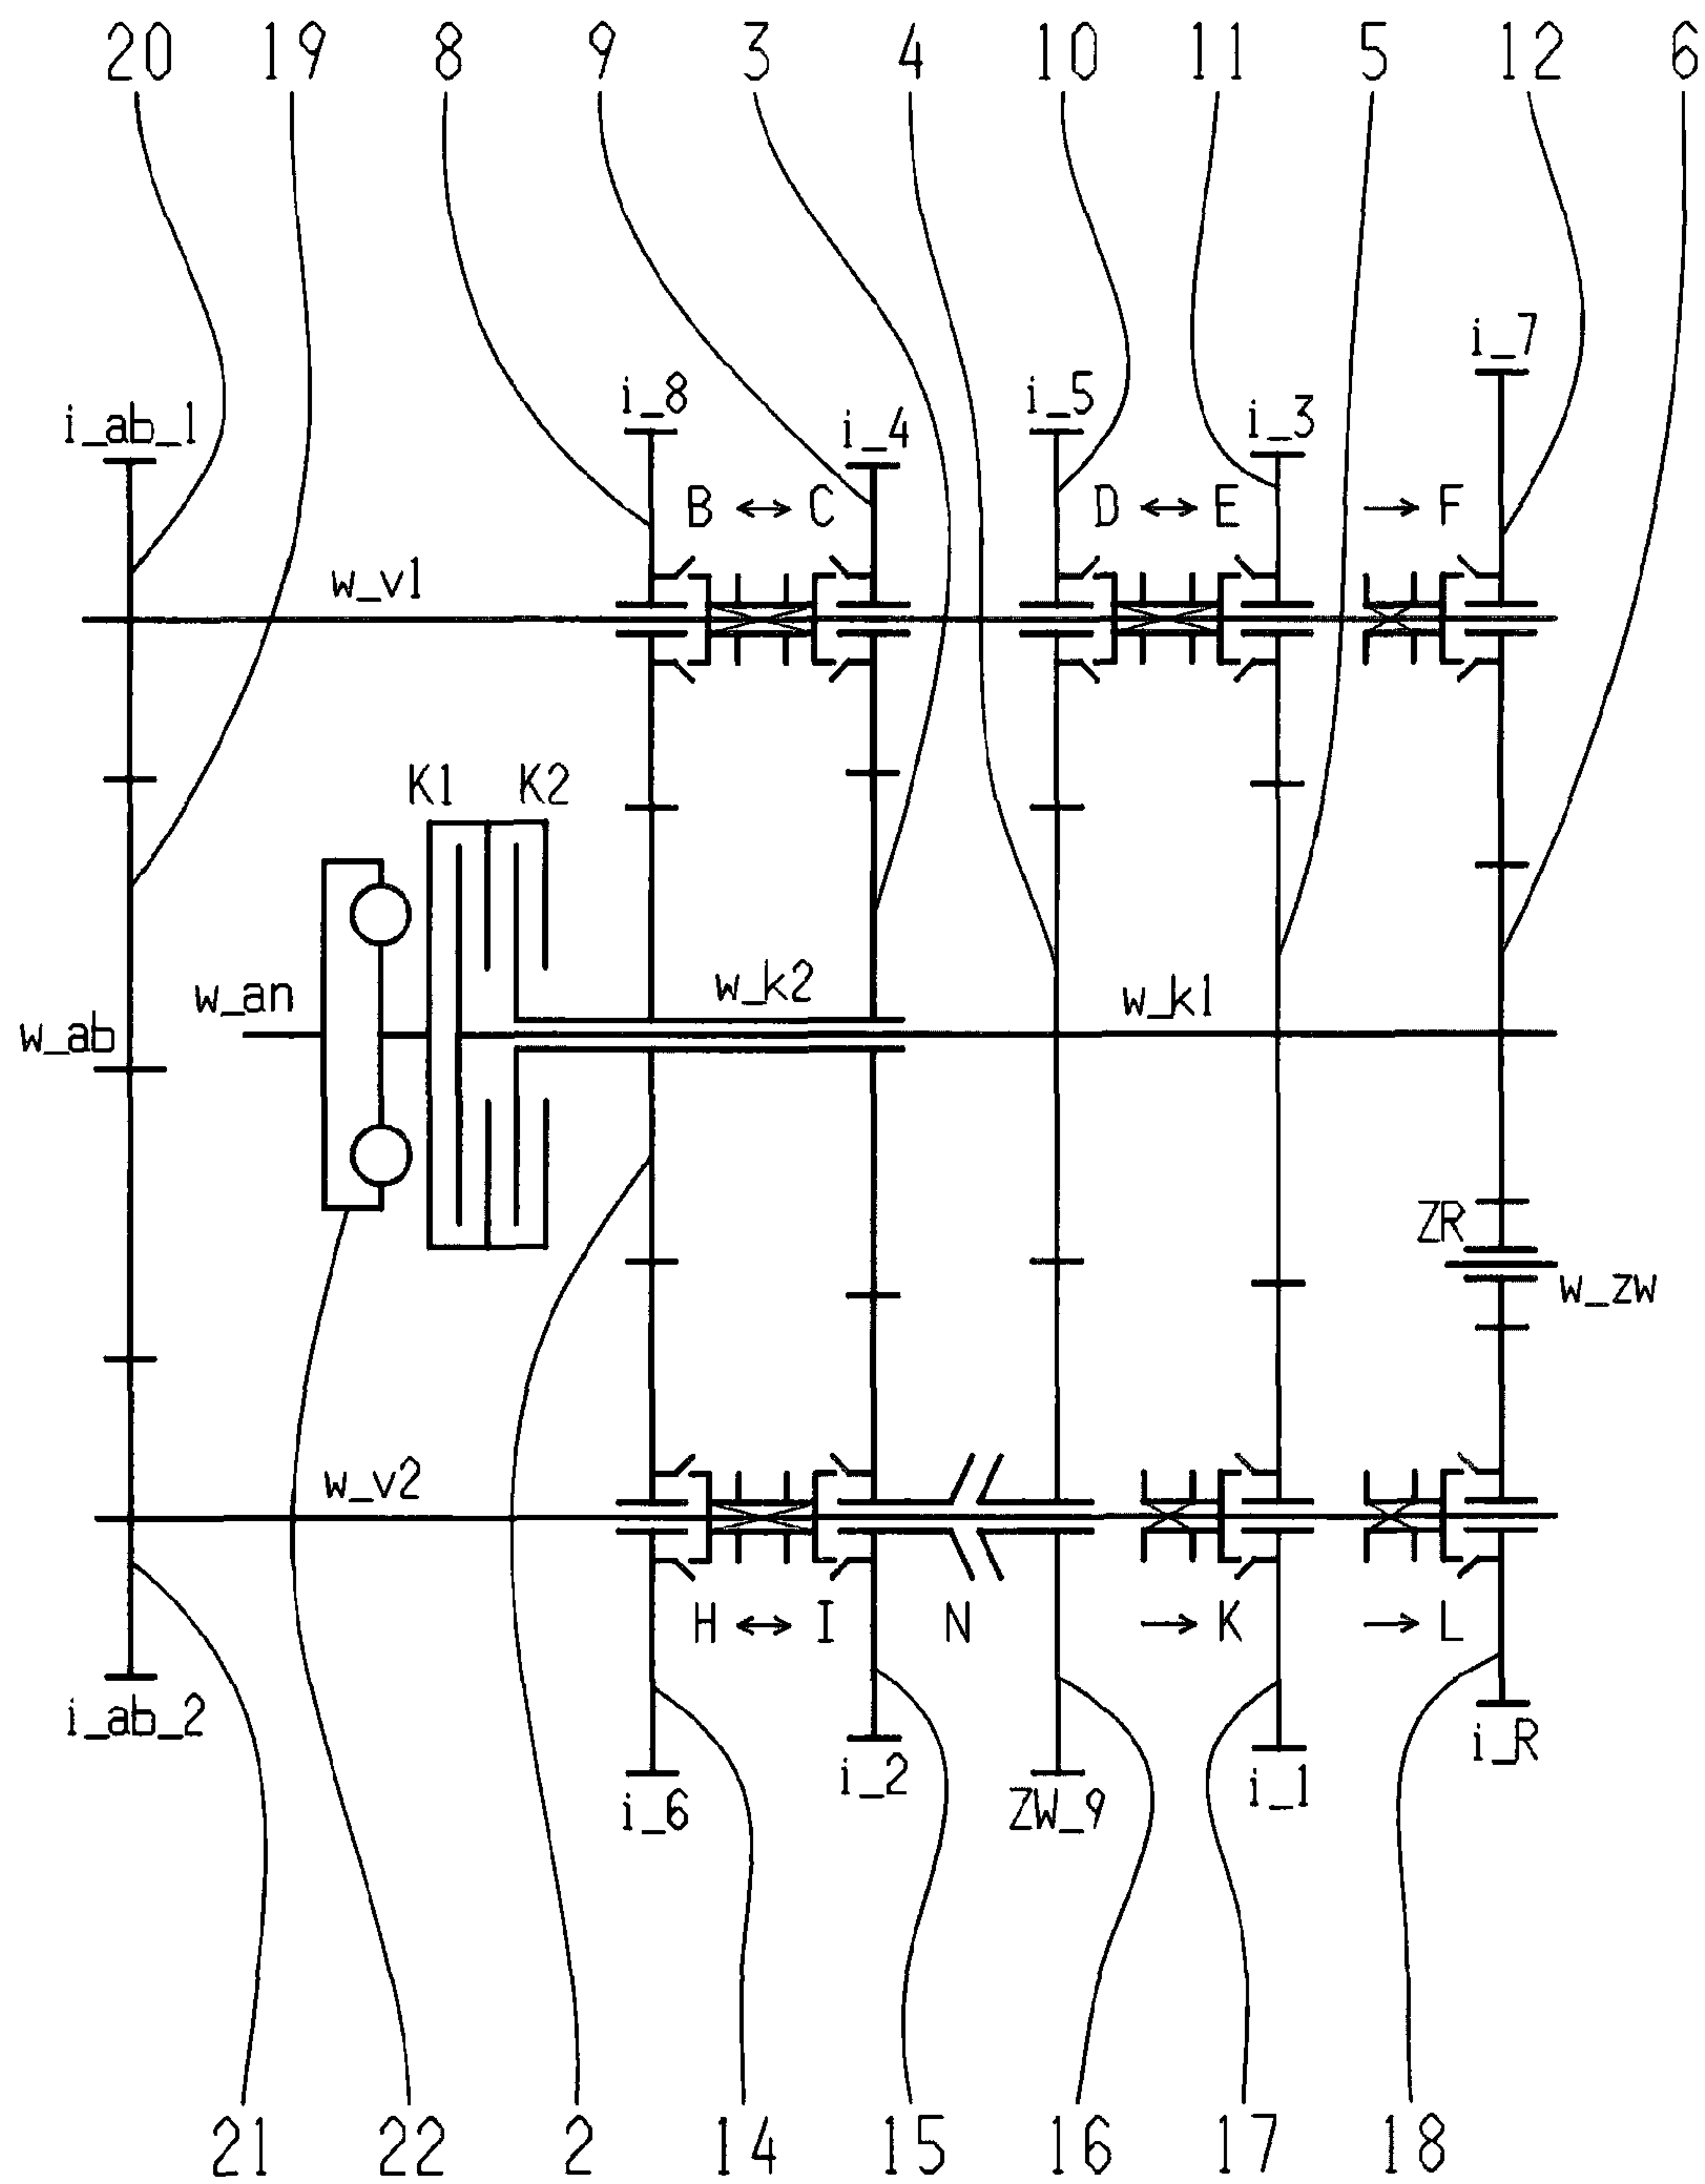 20 19 8 9 3 4 10 11 5 12 6
i_7
i_8 i_5
i_ab_1 i_4 i_3
B ↔ C D ↔ E → F
w_v1
K1 K2
w_an w_k2 w_k1
w_ab
ZR
w_zw
w_v2
H ↔ I N → K → L
i_ab_2 i_R
i_2 i_1
i_6 ZW_9
21 22 2 14 15 16 17 18